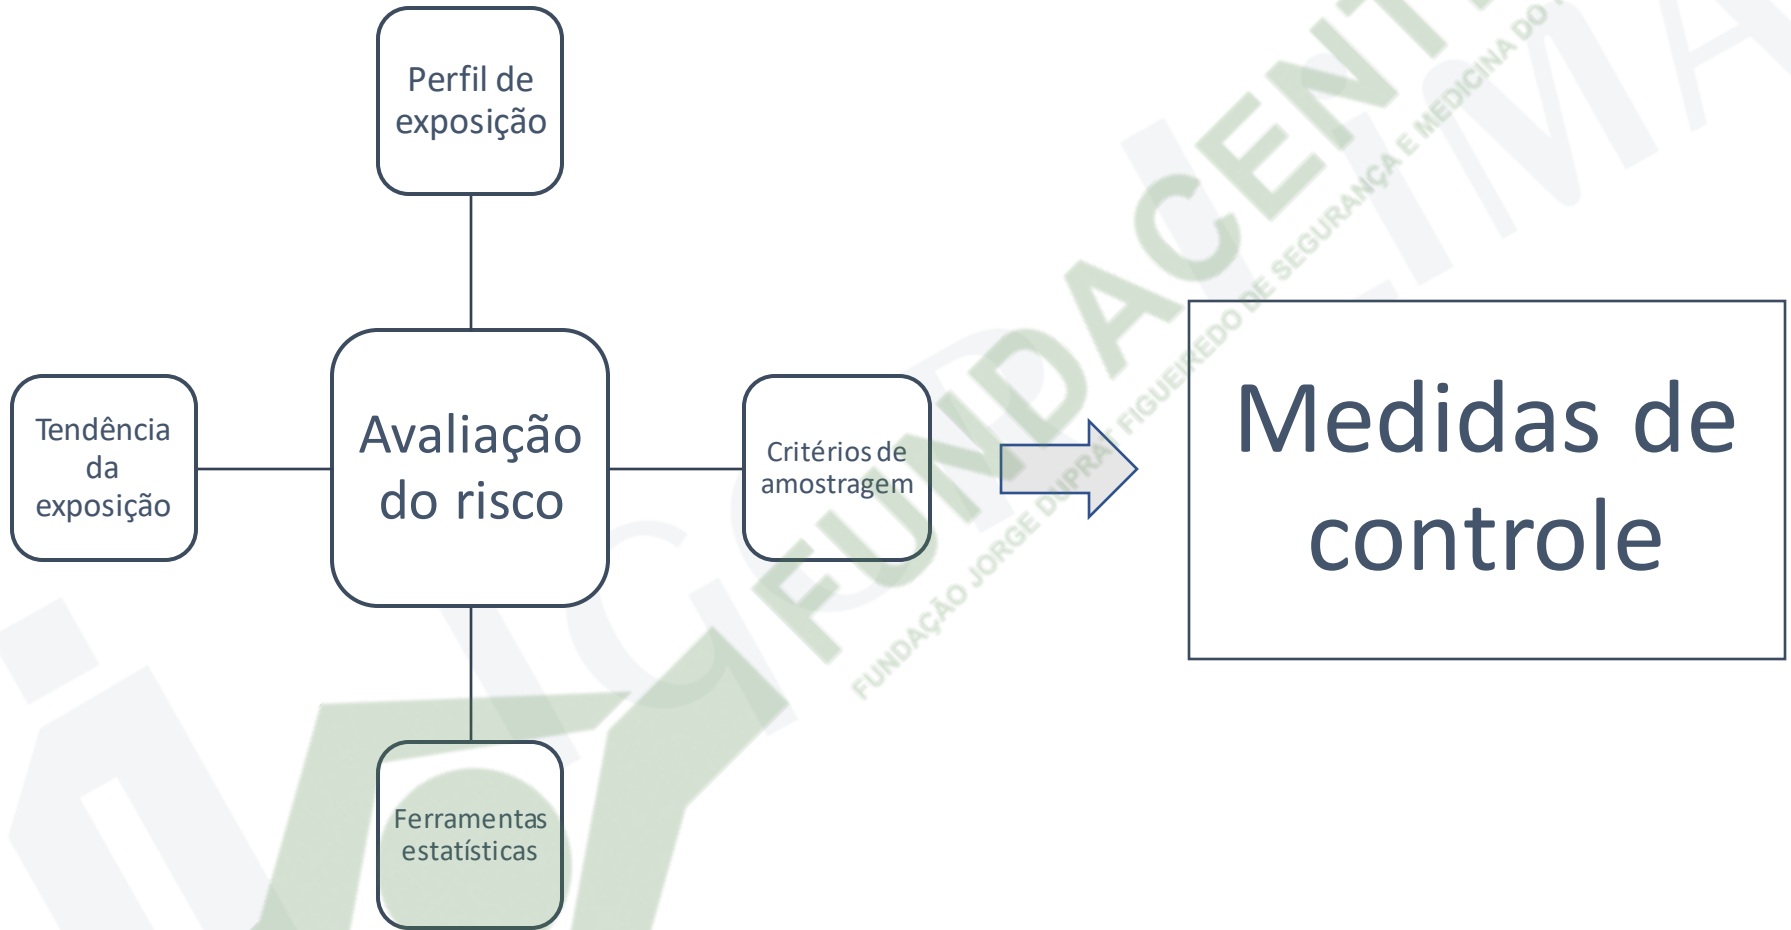 Perfil de
exposição
Tendência
da
exposição
Avaliação
do risco
Critérios de
amostragem
Ferramentas
estatísticas
Medidas de
controle
FUNDACENT
FUNDAÇÃO JORGE DUPRAT FIGUEIREDO DE SEGURANÇA E MEDICINA DO